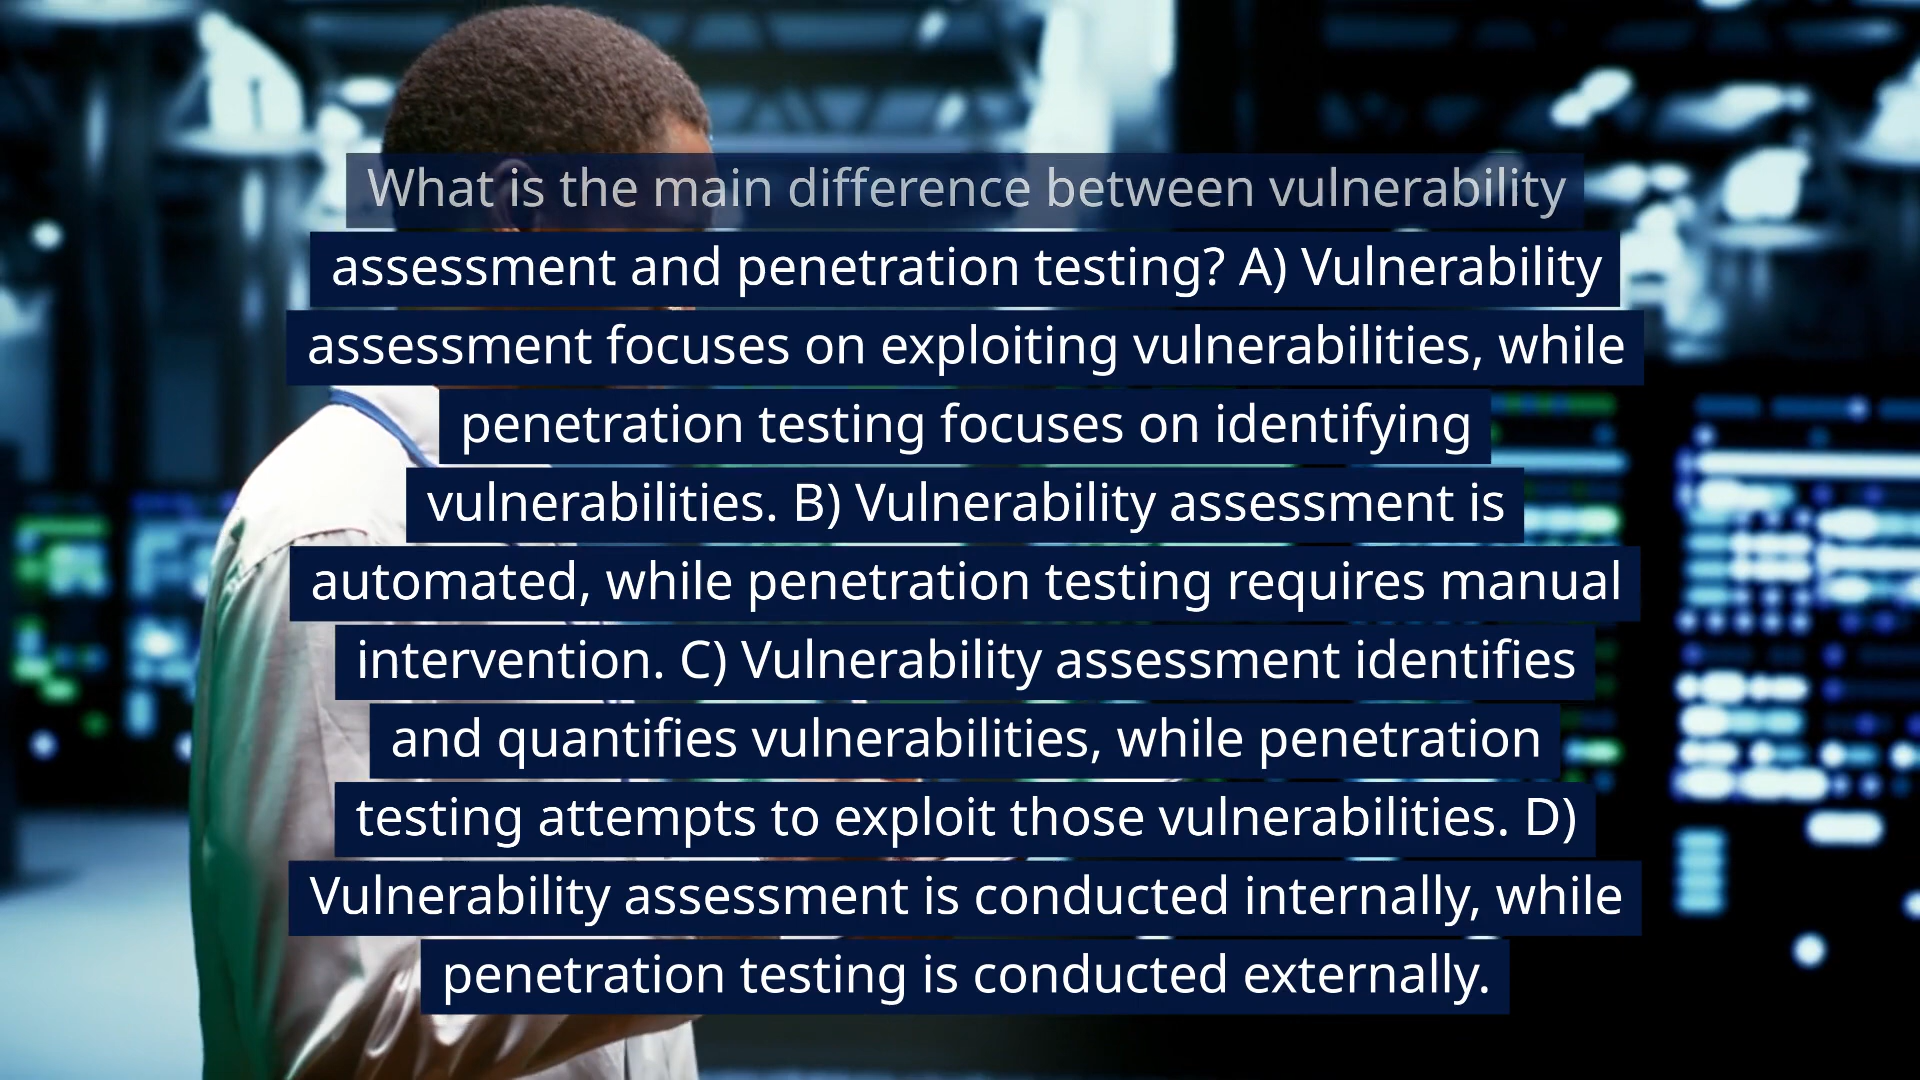 What is the main difference between vulnerability
assessment and penetration testing? A) Vulnerability
assessment focuses on exploiting vulnerabilities, while
penetration testing focuses on identifying
vulnerabilities. B) Vulnerability assessment is
automated, while penetration testing requires manual
intervention. C) Vulnerability assessment identifies
and quantifies vulnerabilities, while penetration
testing attempts to exploit those vulnerabilities. D)
Vulnerability assessment is conducted internally, while
penetration testing is conducted externally.